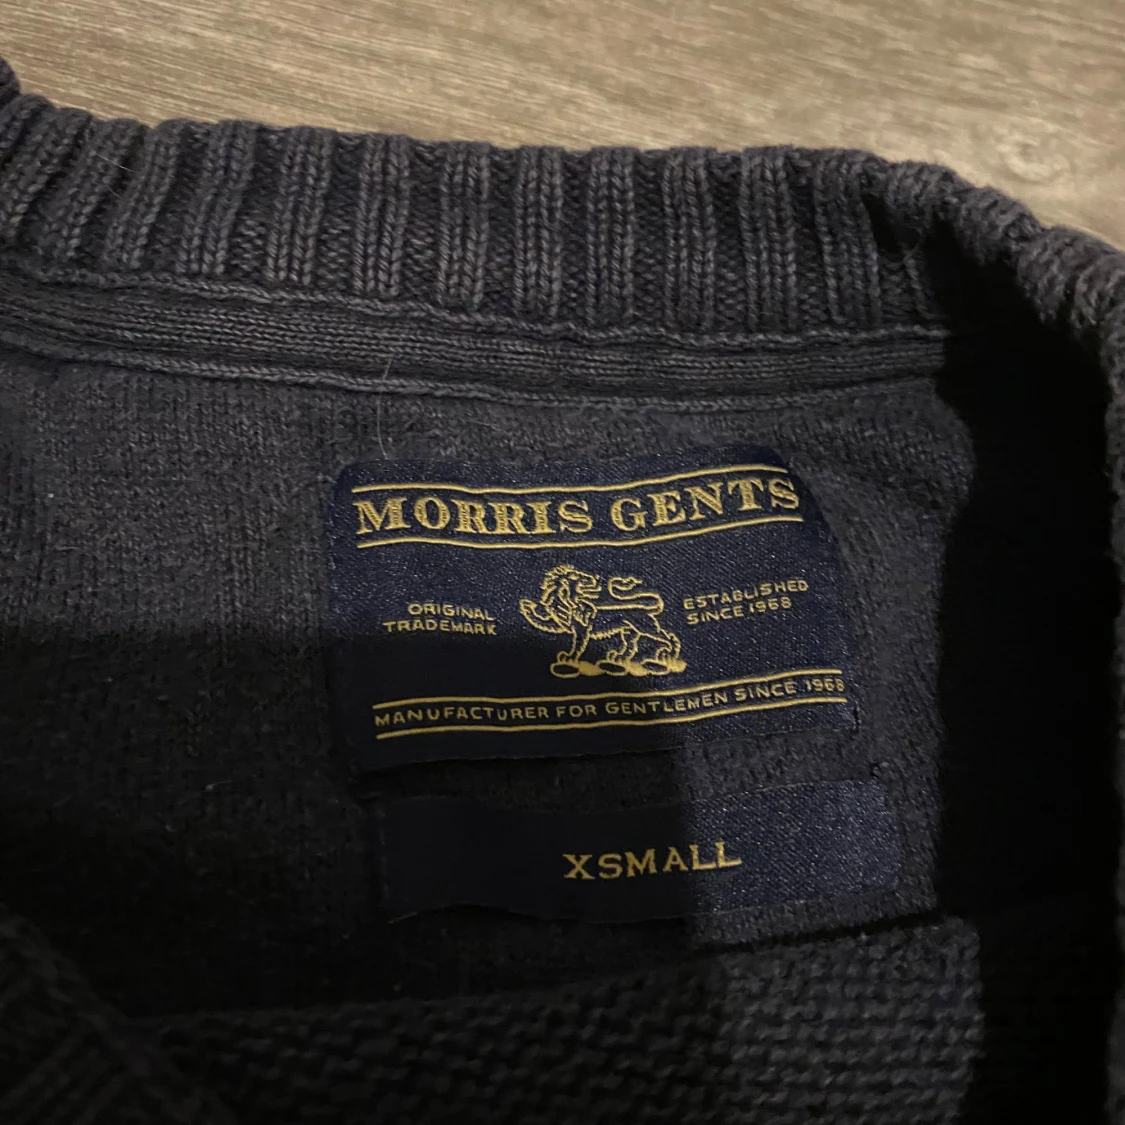 MORRIS GENTS
ORIGINAL
TRADEMARK
ESTABLISHED
SINCE 1968
MANUFACTURER FOR GENTLEMEN SINCE 1968
XSMALL